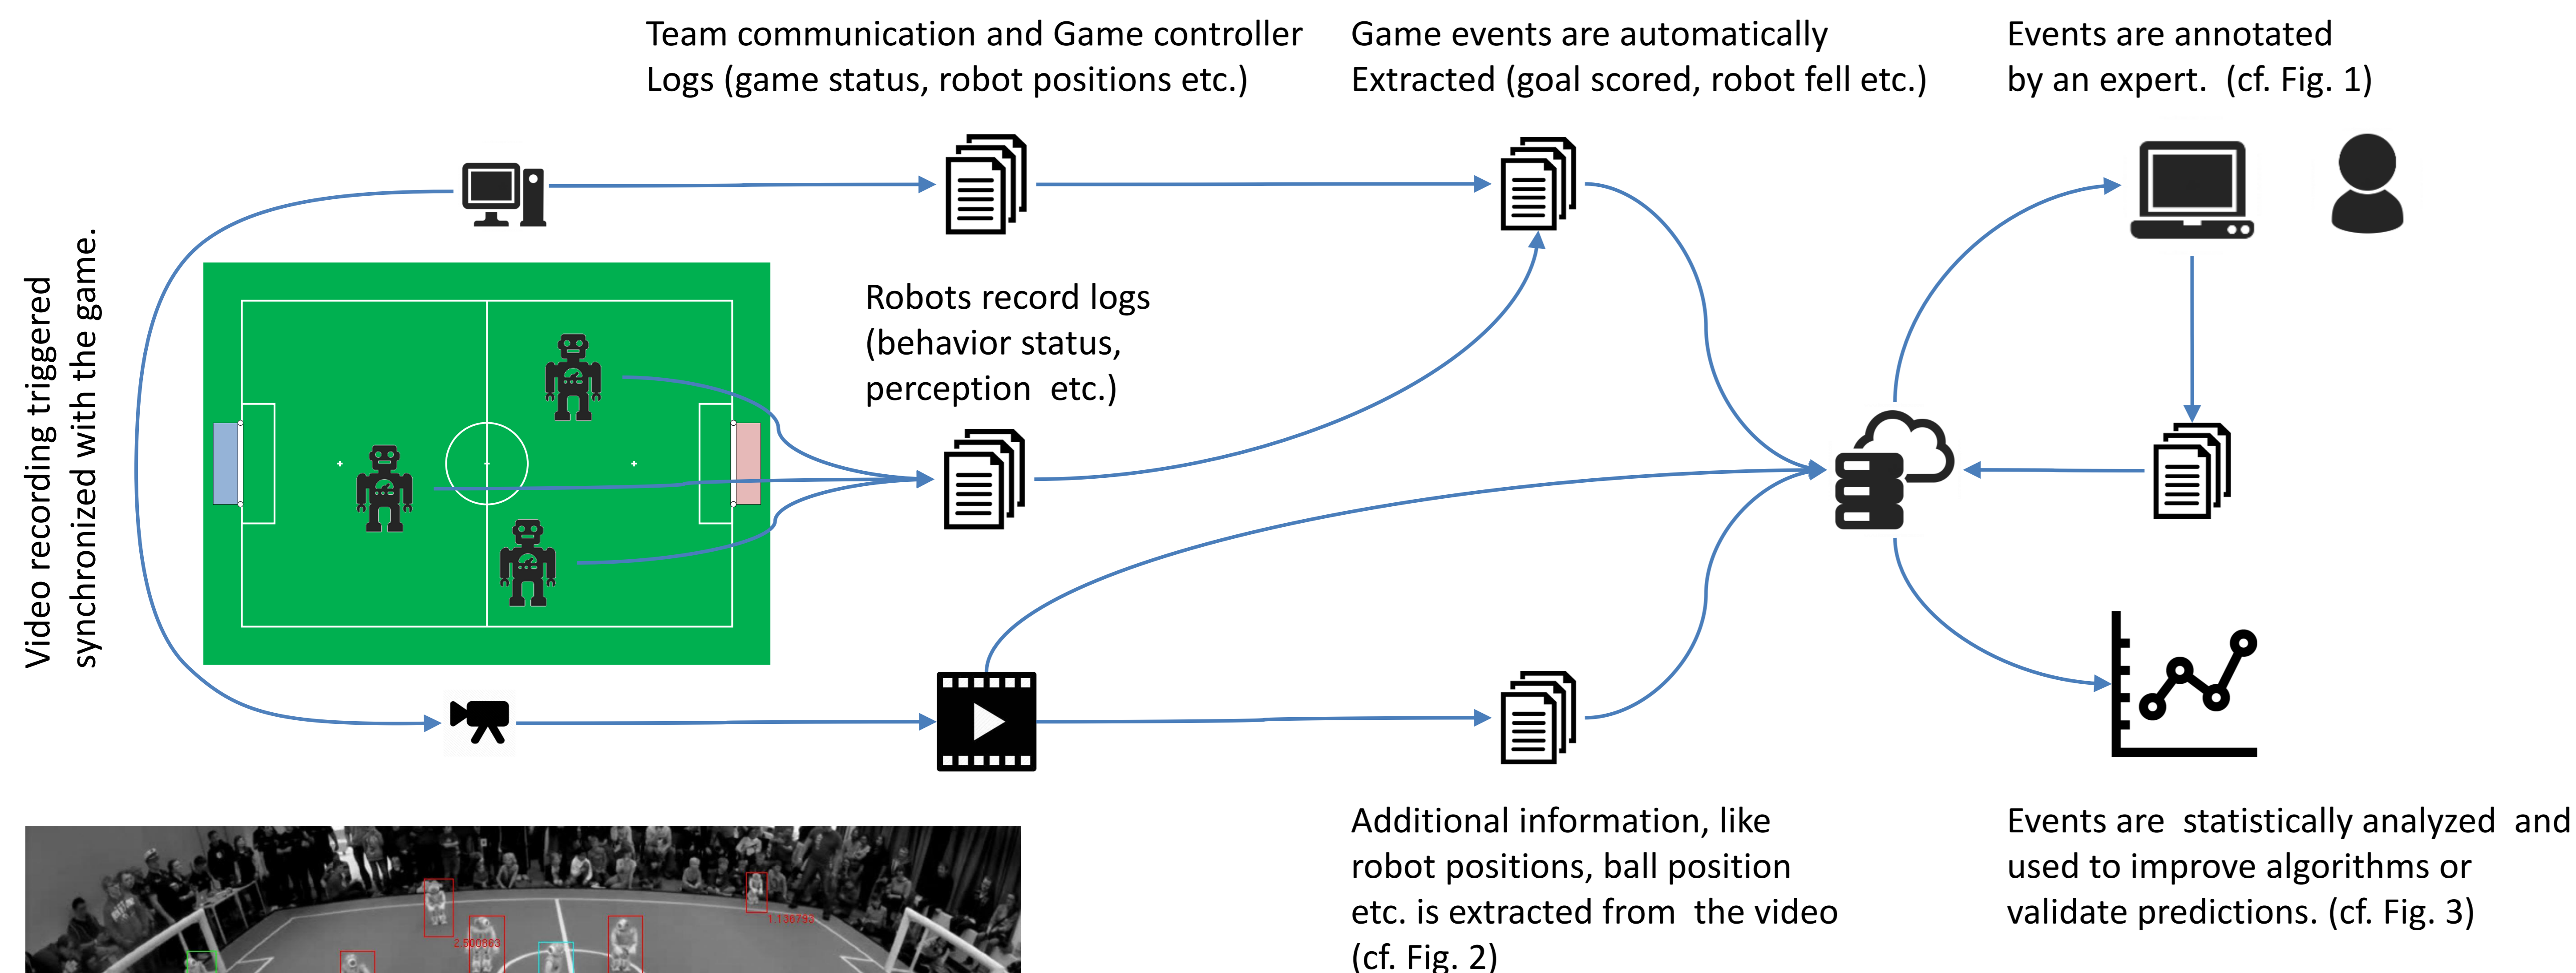 Team communication and Game controller
Logs (game status, robot positions etc.)
Game events are automatically
Extracted (goal scored, robot fell etc.)
Events are annotated
by an expert. (cf. Fig. 1)
Video recording triggered
synchronized with the game.
Robots record logs
(behavior status,
perception etc.)
Additional information, like
robot positions, ball position
etc. is extracted from the video
(cf. Fig. 2)
Events are statistically analyzed and
used to improve algorithms or
validate predictions. (cf. Fig. 3)
1.136793